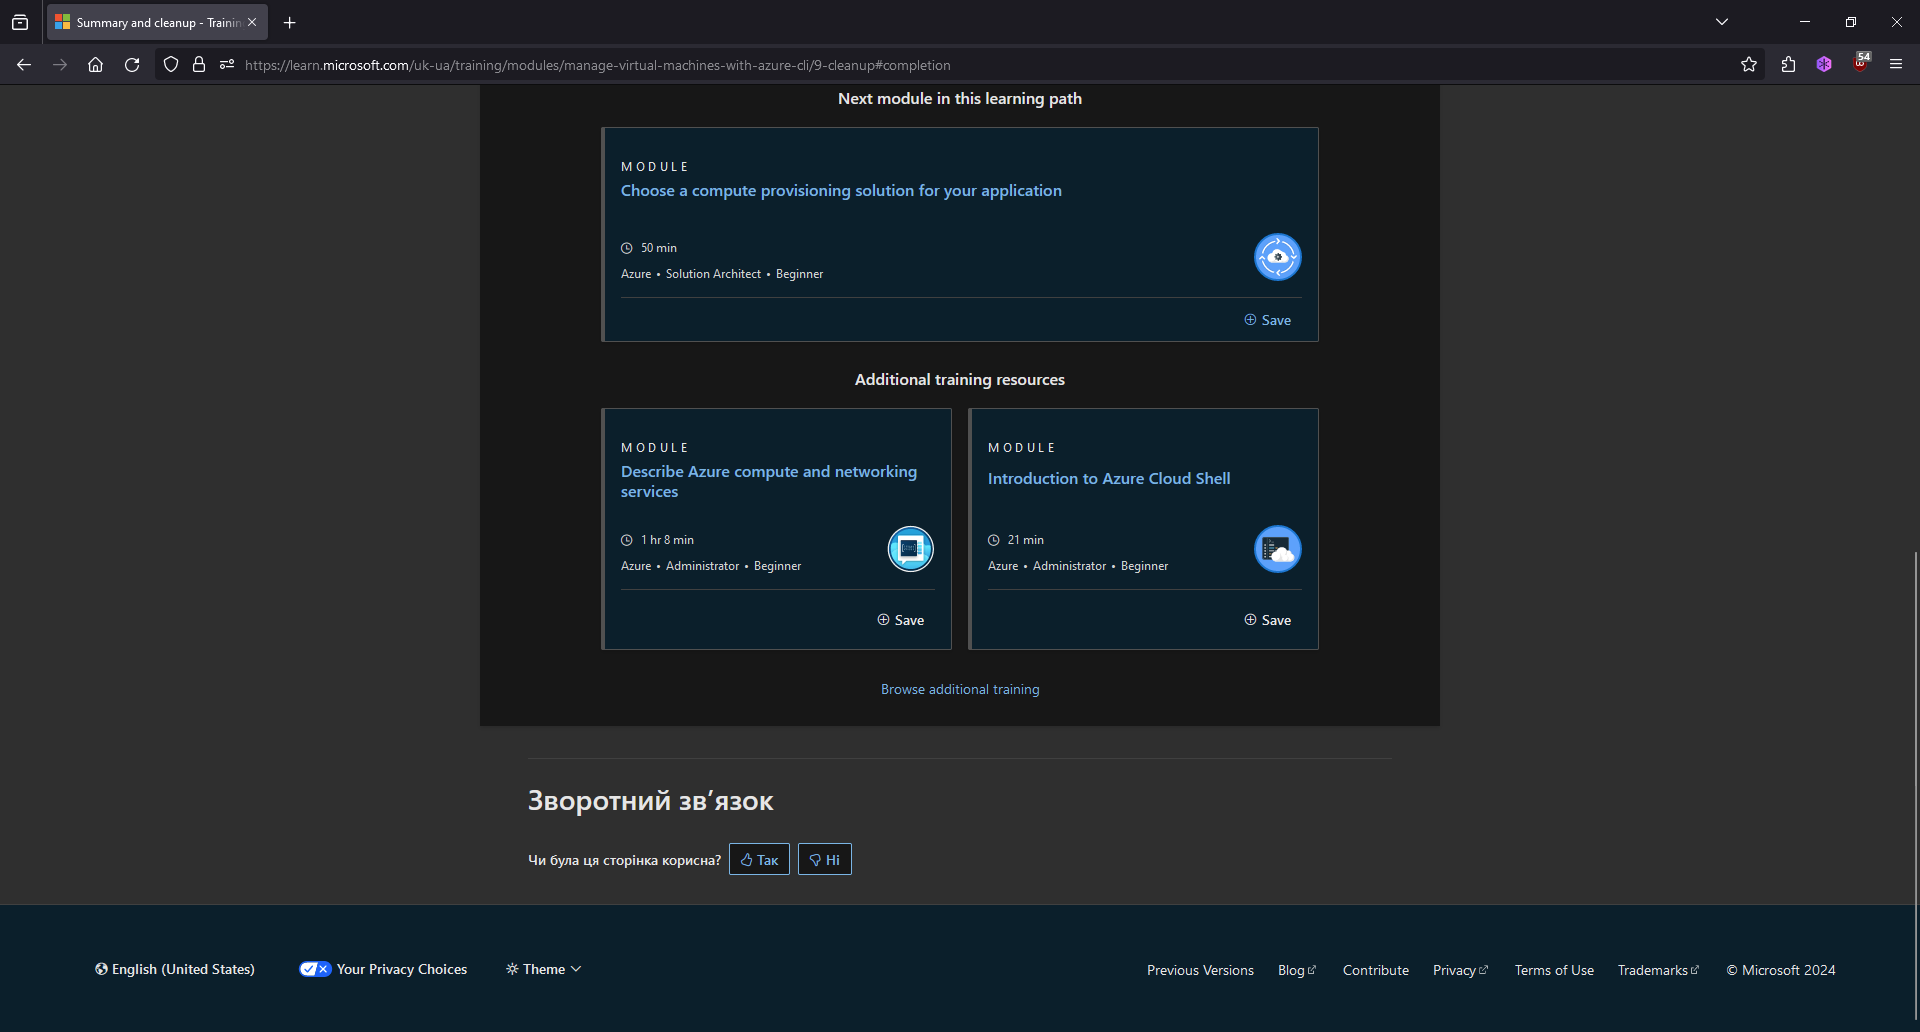 Summary and cleanup - Trainin
54
https://learn.microsoft.com/uk-ua/training/modules/manage-virtual-machines-with-azure-cli/9-cleanup#completion
Next module in this learning path
MODULE
Choose a compute provisioning solution for your application
50 min
Azure • Solution Architect • Beginner
Save
Additional training resources
MODULE
Describe Azure compute and networking
services
1 hr 8 min
Azure • Administrator • Beginner
Save
MODULE
Introduction to Azure Cloud Shell
21 min
Azure • Administrator • Beginner
Save
Browse additional training
Зворотний зв’язок
Чи була ця сторінка корисна? Так Ні
English (United States) Your Privacy Choices Theme
Previous Versions Blog Contribute Privacy Terms of Use Trademarks © Microsoft 2024